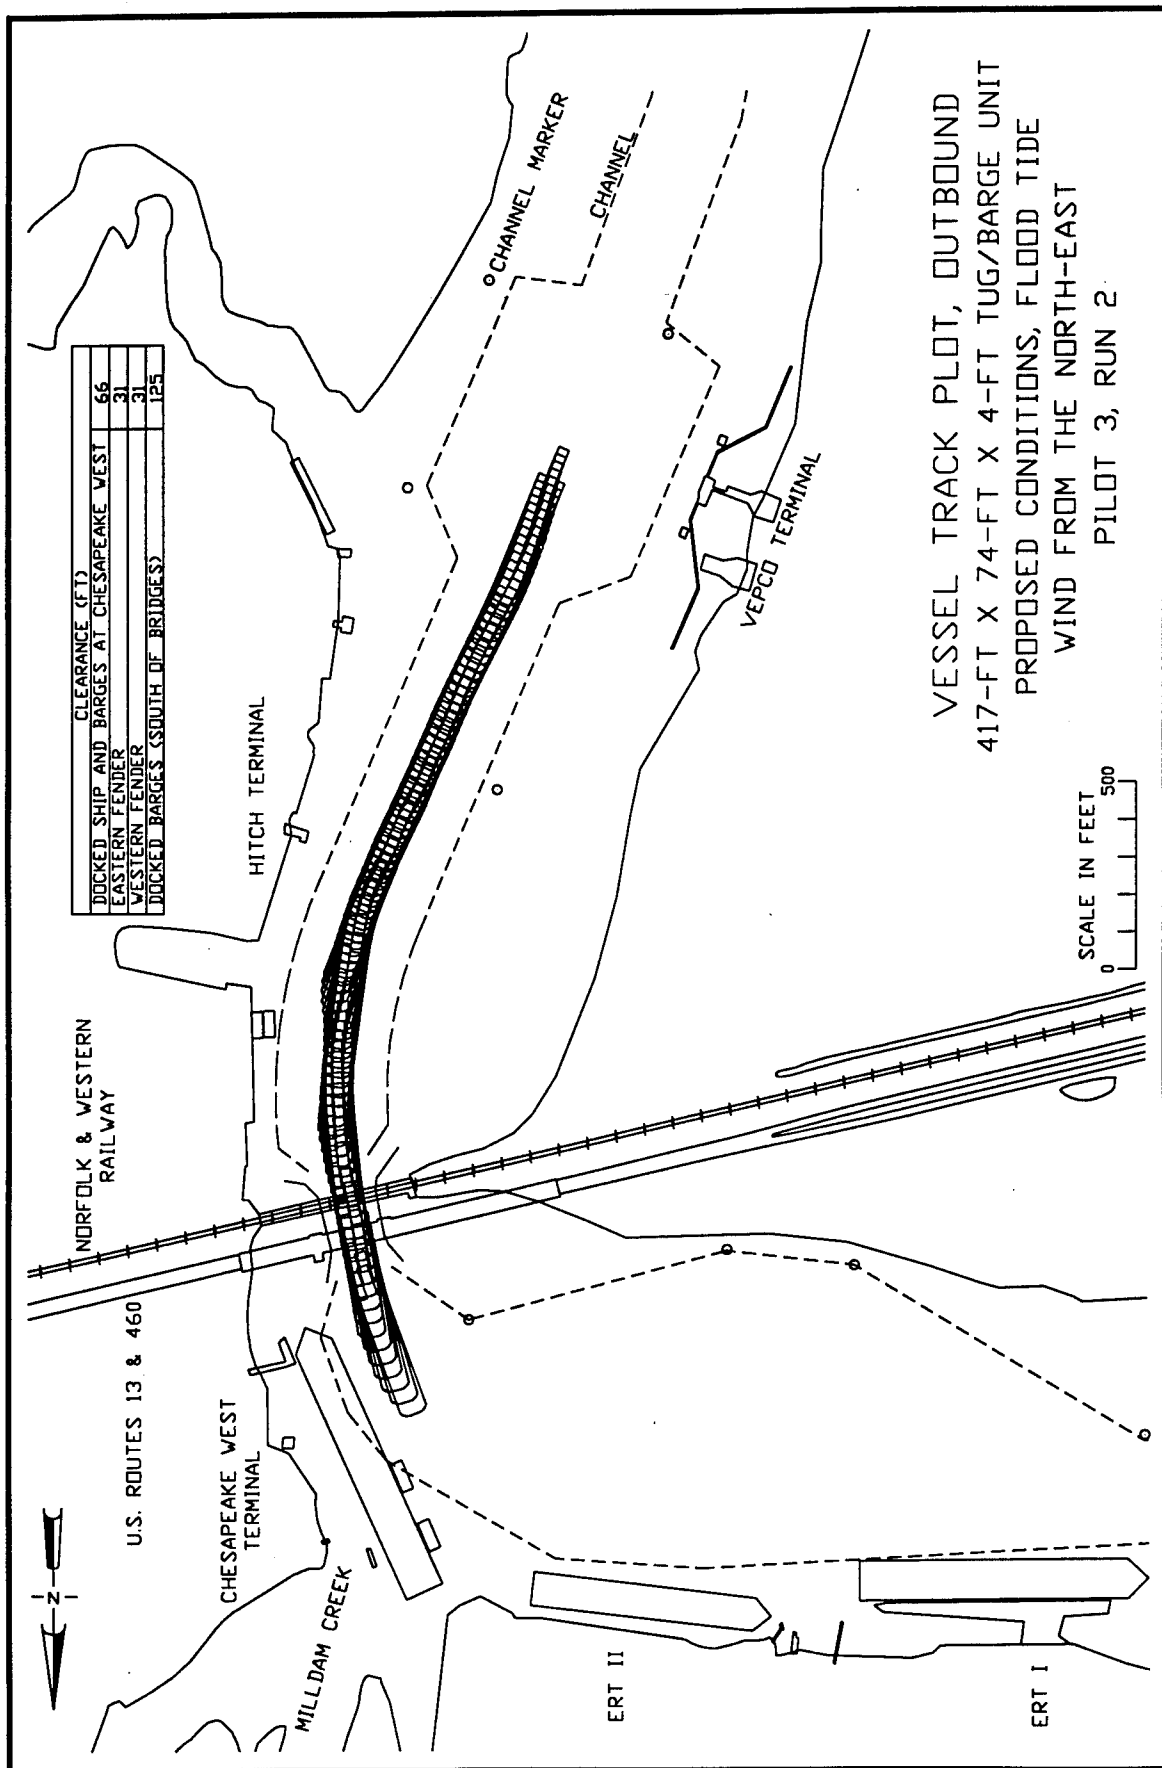 CLEARANCE (FT)
DOCKED SHIP AND BARGES AT CHESAPEAKE WEST 66
EASTERN FENDER 31
WESTERN FENDER 31
DOCKED BARGES (SOUTH OF BRIDGES) 125
N
U.S. ROUTES 13 & 460
NORFOLK & WESTERN
RAILWAY
HITCH TERMINAL
CHESAPEAKE WEST
TERMINAL
MILLDAM CREEK
CHANNEL MARKER
CHANNEL
VEPCO TERMINAL
ERT II
ERT I
VESSEL TRACK PLOT, OUTBOUND
417-FT X 74-FT X 4-FT TUG/BARGE UNIT
PROPOSED CONDITIONS, FLOOD TIDE
WIND FROM THE NORTH-EAST
PILOT 3, RUN 2
SCALE IN FEET
0 500